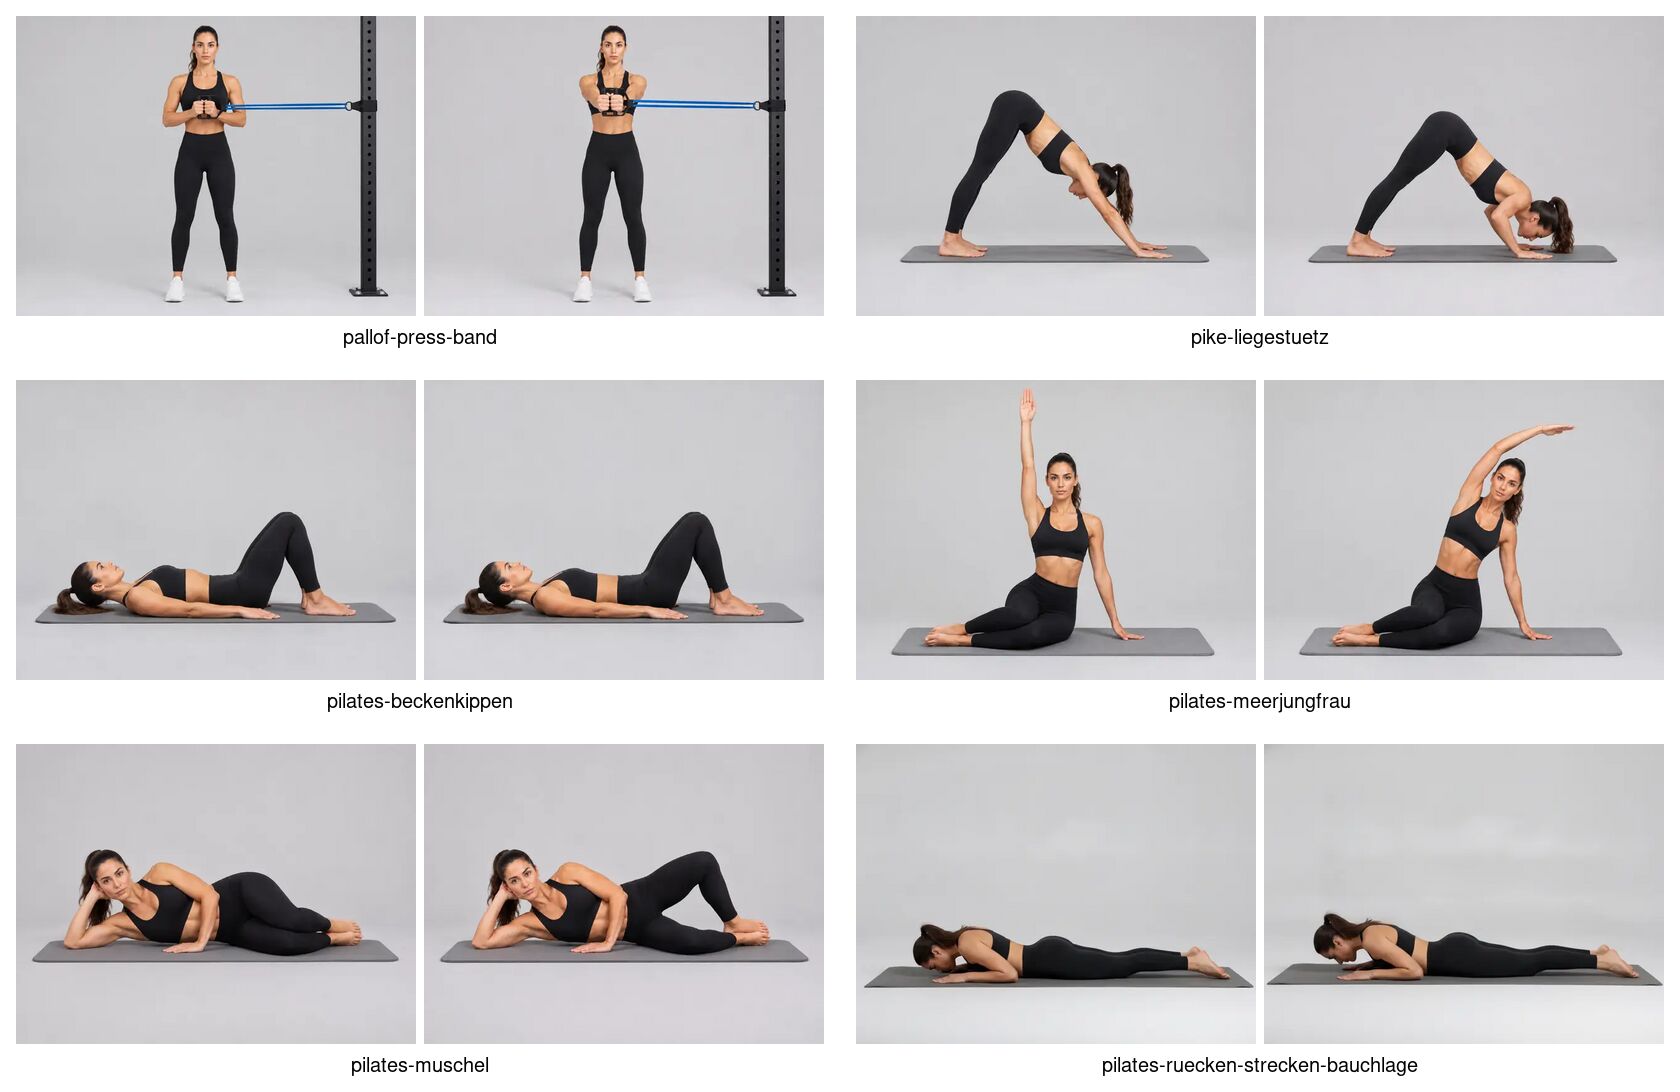 pallof-press-band
pike-liegestuetz
pilates-beckenkippen
pilates-meerjungfrau
pilates-muschel
pilates-ruecken-strecken-bauchlage